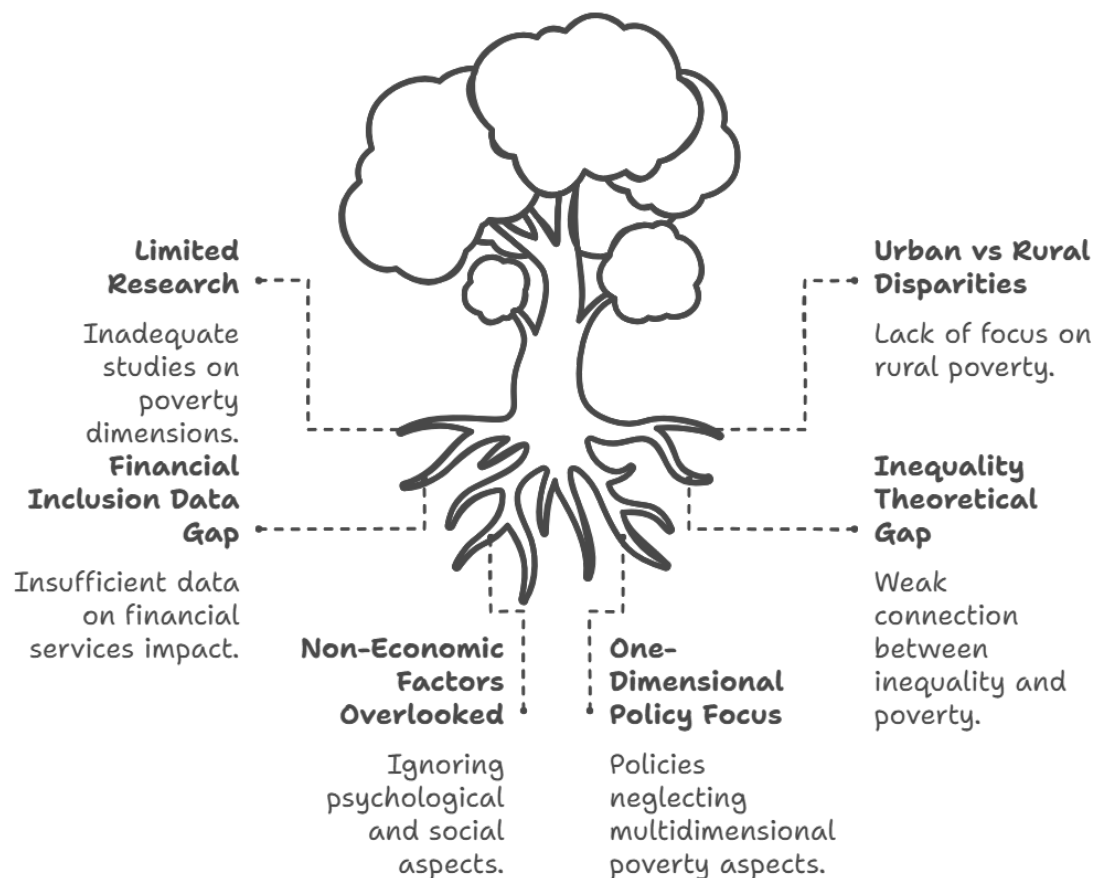 Limited
Research
Inadequate
studies on
poverty
dimensions.
Financial
Inclusion Data
Gap
Insufficient data
on financial
services impact.
Non-Economic
Factors
Overlooked
Ignoring
psychological
and social
aspects.
One-
Dimensional
Policy Focus
Policies
neglecting
multidimensional
poverty aspects.
Urban vs Rural
Disparities
Lack of focus on
rural poverty.
Inequality
Theoretical
Gap
Weak
connection
between
inequality and
poverty.